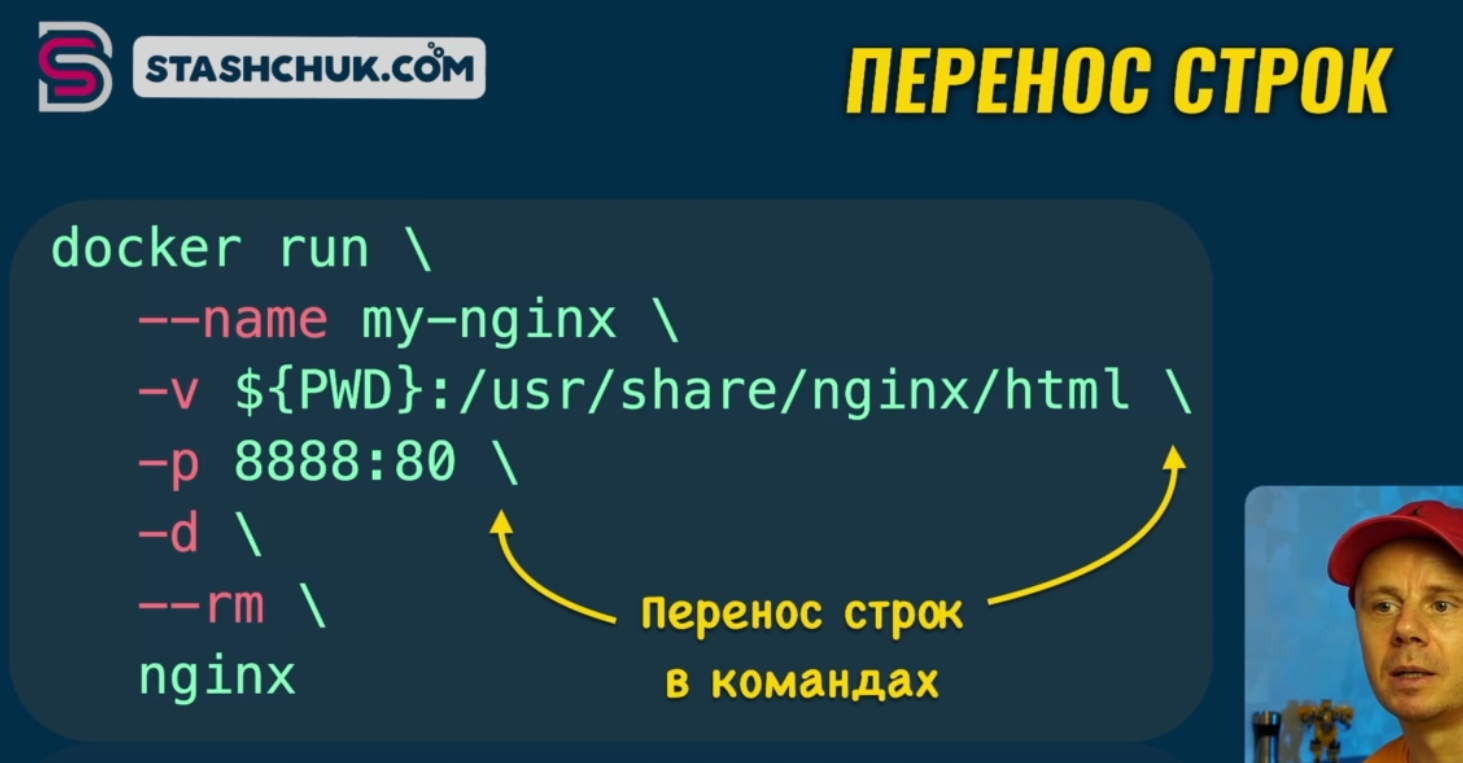 STASHCHUK.COM
ПЕРЕНОС СТРОК
docker run \
--name my-nginx \
-v ${PWD}:/usr/share/nginx/html \
-p 8888:80 \
-d \
--rm \
nginx
Перенос строк
в командах